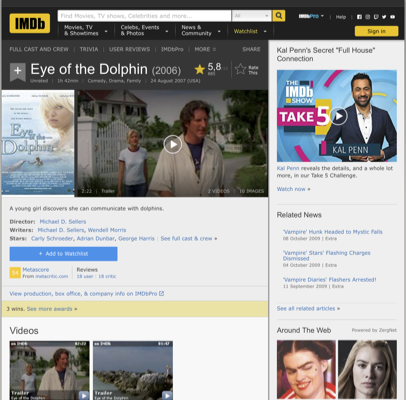 IMDb
Find Movies, TV shows, Celebrities and more...
All
IMDbPro
Help
Movies, TV
& Showtimes
Celebs, Events
& Photos
News &
Community
Watchlist
Sign in
FULL CAST AND CREW | TRIVIA | USER REVIEWS | IMDbPro | MORE
SHARE
Eye of the Dolphin (2006)
5,8
Rate
This
Unrated | 1h 42min | Comedy, Drama, Family | 24 August 2007 (USA)
Eye of the
Dolphin
2:22 | Trailer
2 VIDEOS | 10 IMAGES
A young girl discovers she can communicate with dolphins.
Director: Michael D. Sellers
Writers: Michael D. Sellers, Wendell Morris
Stars: Carly Schroeder, Adrian Dunbar, George Harris | See full cast & crew »
+ Add to Watchlist
Metascore
From metacritic.com
Reviews
18 user | 18 critic
View production, box office, & company info on IMDbPro
3 wins. See more awards »
Videos
Trailer
Eye of the Dolphin
Trailer
Eye of the Dolphin
Kal Penn's Secret "Full House"
Connection
THE
IMDb
SHOW
TAKE 5
KAL PENN
Kal Penn reveals the details, and a whole lot
more, in our Take 5 Challenge.
Watch now »
Related News
'Vampire' Hunk Headed to Mystic Falls
08 October 2009 | Extra
'Vampire' Stars' Flashing Charges
Dismissed
04 October 2009 | Extra
'Vampire Diaries' Flashers Arrested!
11 September 2009 | Extra
See all related articles »
Around The Web
Powered by ZergNet